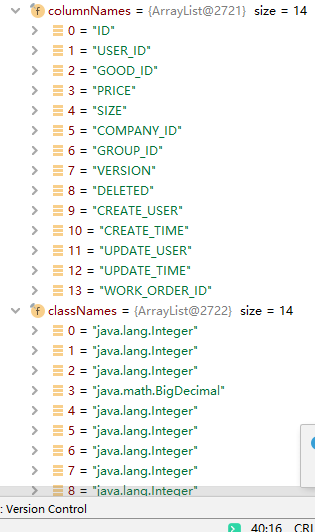 columnNames = {ArrayList@2721} size = 14
0 = "ID"
1 = "USER_ID"
2 = "GOOD_ID"
3 = "PRICE"
4 = "SIZE"
5 = "COMPANY_ID"
6 = "GROUP_ID"
7 = "VERSION"
8 = "DELETED"
9 = "CREATE_USER"
10 = "CREATE_TIME"
11 = "UPDATE_USER"
12 = "UPDATE_TIME"
13 = "WORK_ORDER_ID"
classNames = {ArrayList@2722} size = 14
0 = "java.lang.Integer"
1 = "java.lang.Integer"
2 = "java.lang.Integer"
3 = "java.math.BigDecimal"
4 = "java.lang.Integer"
5 = "java.lang.Integer"
6 = "java.lang.Integer"
7 = "java.lang.Integer"
8 = "java.lang.Integer"
: Version Control
40:16 CRL